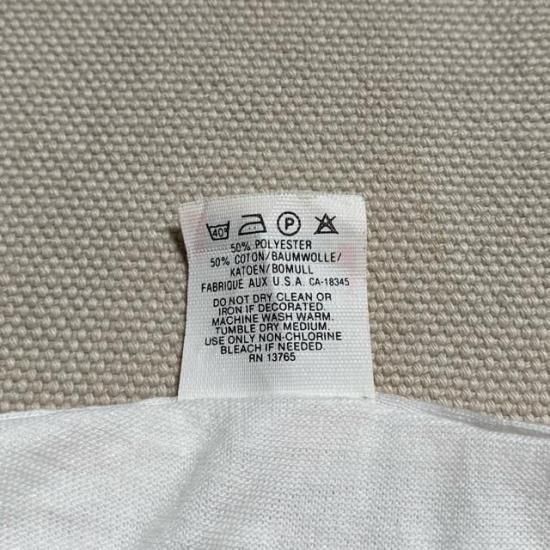 40° P
50% POLYESTER
50% COTON/BAUMWOLLE/
KATOEN/BOMULL
FABRIQUE AUX U.S.A. CA-18345
DO NOT DRY CLEAN OR
IRON IF DECORATED.
MACHINE WASH WARM.
TUMBLE DRY MEDIUM.
USE ONLY NON-CHLORINE
BLEACH IF NEEDED.
RN 13765